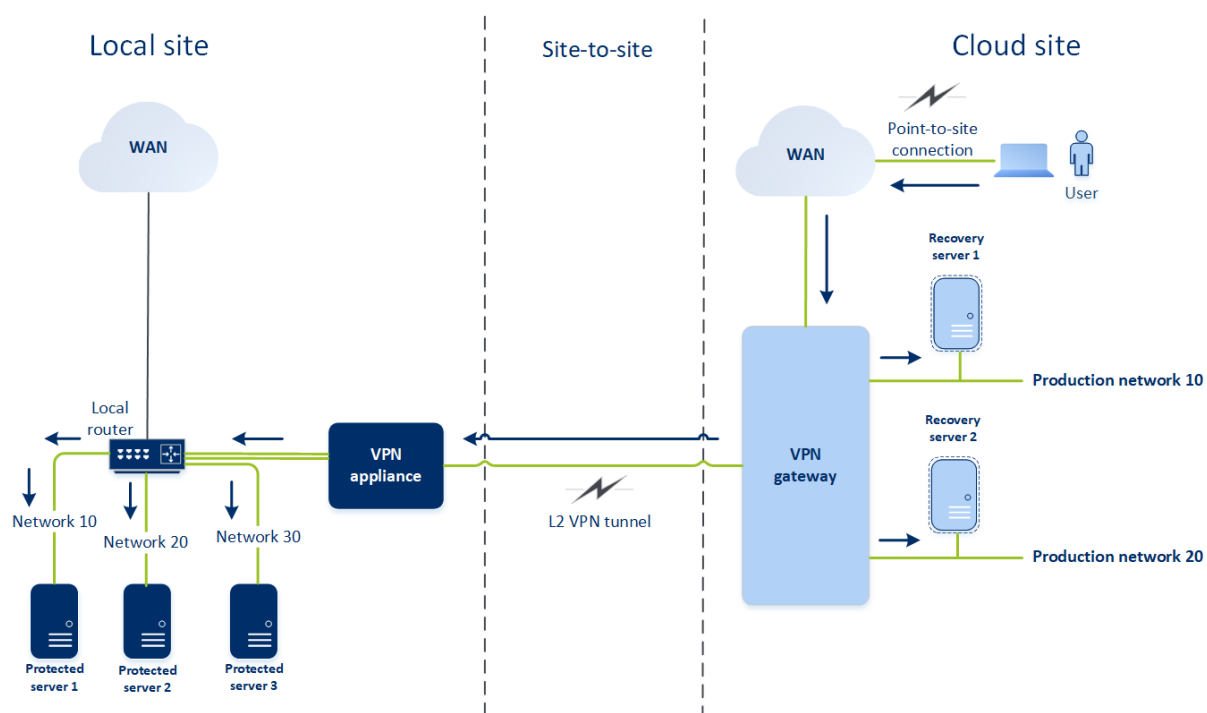 Local site
Site-to-site
Cloud site
WAN
WAN
Point-to-site
connection
User
Recovery
server 1
Production network 10
Local
router
VPN
appliance
VPN
gateway
Recovery
server 2
L2 VPN tunnel
Network 10
Network 20
Network 30
Production network 20
Protected
server 1
Protected
server 2
Protected
server 3